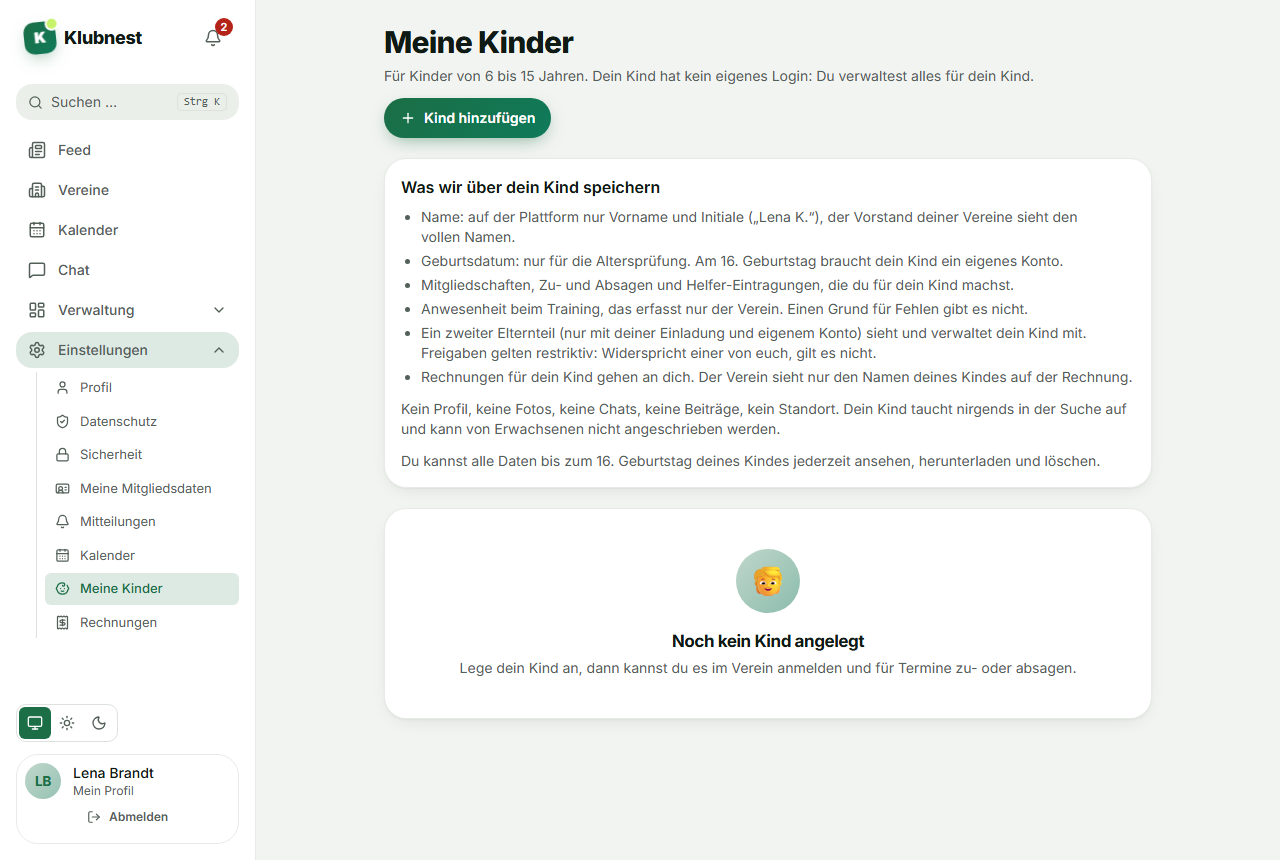 K
Klubnest
2
Suchen ...
Strg K
Feed
Vereine
Kalender
Chat
Verwaltung
Einstellungen
Profil
Datenschutz
Sicherheit
Meine Mitgliedsdaten
Mitteilungen
Kalender
Meine Kinder
Rechnungen
LB
Lena Brandt
Mein Profil
Abmelden
Meine Kinder
Für Kinder von 6 bis 15 Jahren. Dein Kind hat kein eigenes Login: Du verwaltest alles für dein Kind.
Kind hinzufügen
Was wir über dein Kind speichern
• Name: auf der Plattform nur Vorname und Initiale („Lena K.“), der Vorstand deiner Vereine sieht den
vollen Namen.
• Geburtsdatum: nur für die Altersprüfung. Am 16. Geburtstag braucht dein Kind ein eigenes Konto.
• Mitgliedschaften, Zu- und Absagen und Helfer-Eintragungen, die du für dein Kind machst.
• Anwesenheit beim Training, das erfasst nur der Verein. Einen Grund für Fehlen gibt es nicht.
• Ein zweiter Elternteil (nur mit deiner Einladung und eigenem Konto) sieht und verwaltet dein Kind mit.
Freigaben gelten restriktiv: Widerspricht einer von euch, gilt es nicht.
• Rechnungen für dein Kind gehen an dich. Der Verein sieht nur den Namen deines Kindes auf der Rechnung.
Kein Profil, keine Fotos, keine Chats, keine Beiträge, kein Standort. Dein Kind taucht nirgends in der Suche auf
und kann von Erwachsenen nicht angeschrieben werden.
Du kannst alle Daten bis zum 16. Geburtstag deines Kindes jederzeit ansehen, herunterladen und löschen.
Noch kein Kind angelegt
Lege dein Kind an, dann kannst du es im Verein anmelden und für Termine zu- oder absagen.